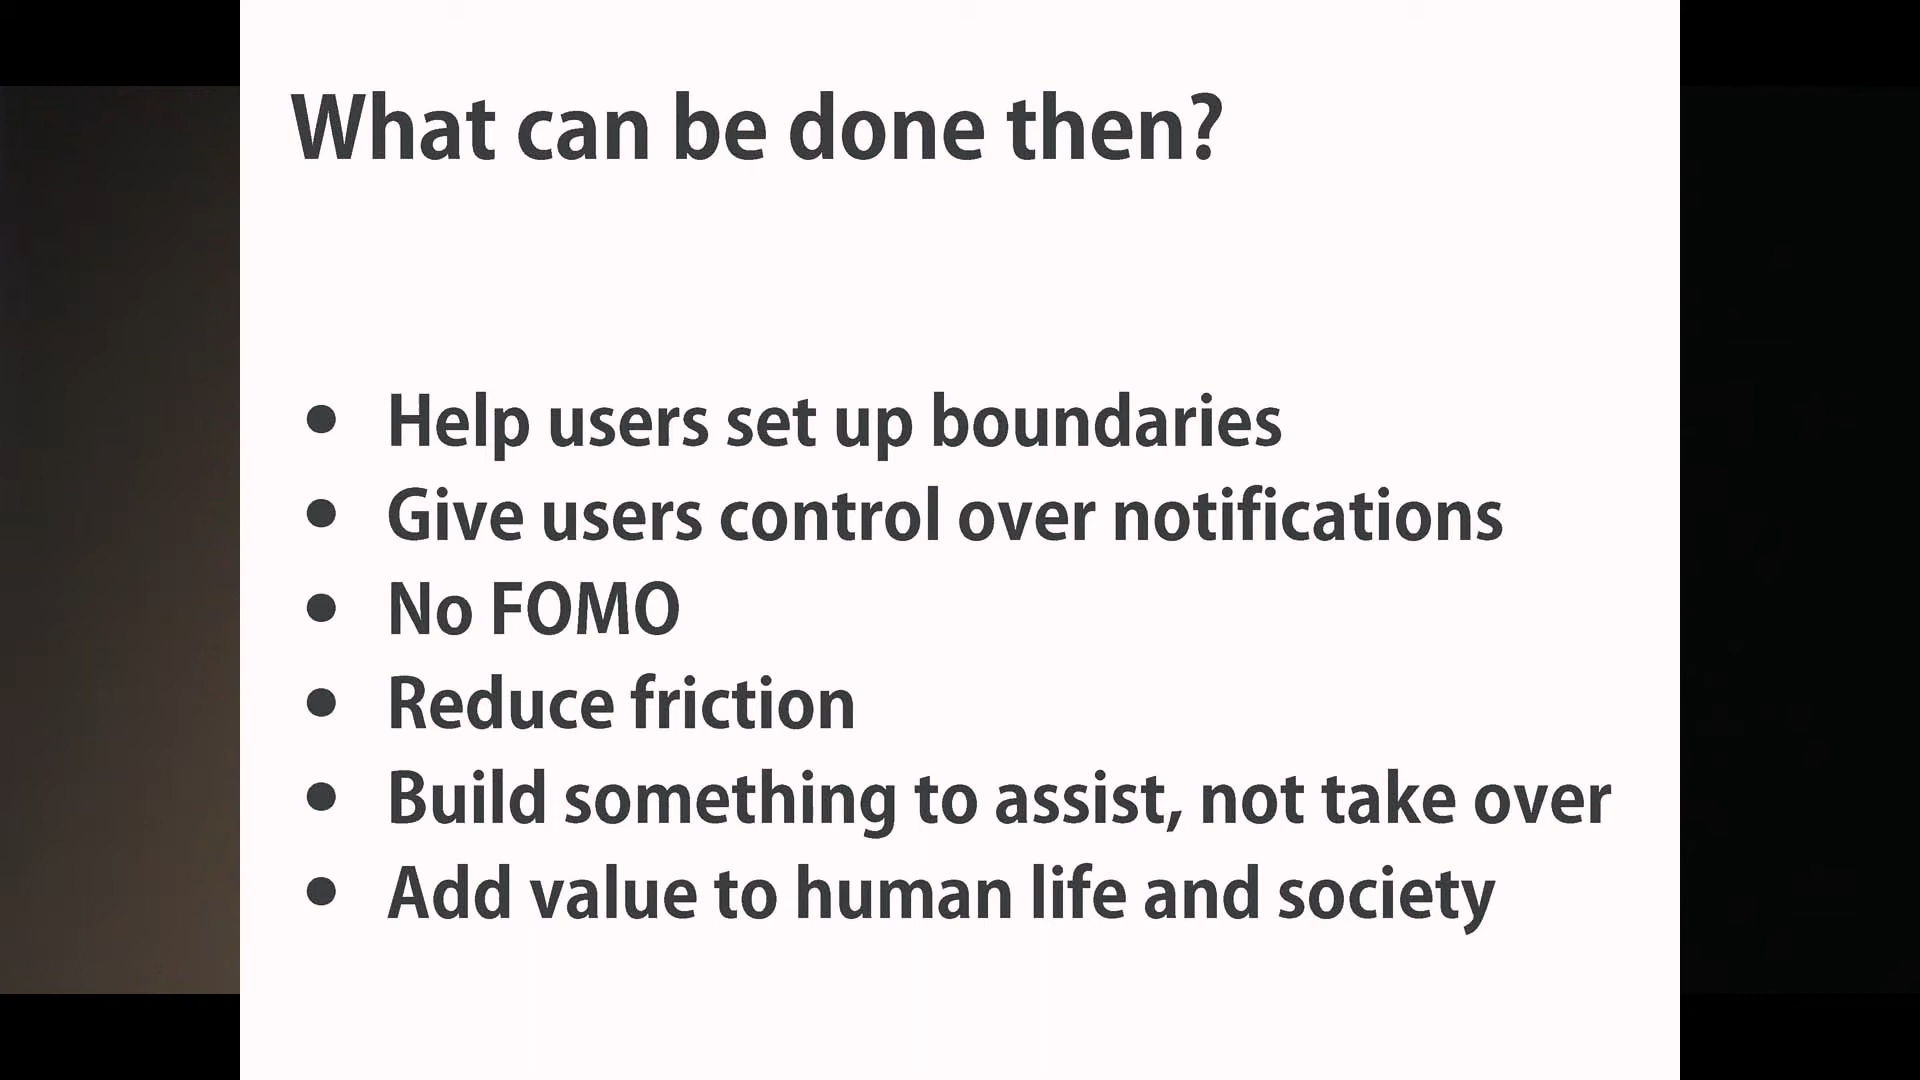 What can be done then?
• Help users set up boundaries
• Give users control over notifications
• No FOMO
• Reduce friction
• Build something to assist, not take over
• Add value to human life and society